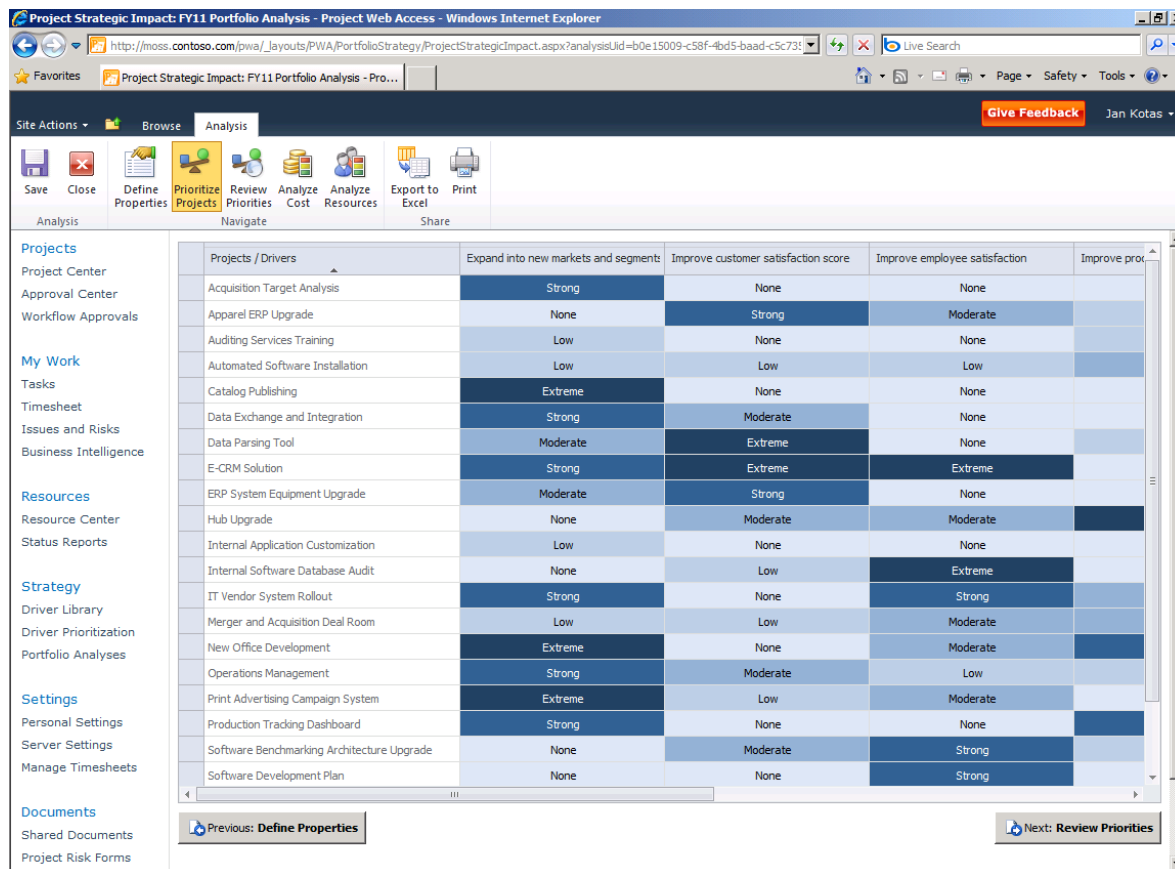 Project Strategic Impact: FY11 Portfolio Analysis - Project Web Access - Windows Internet Explorer
http://moss.contoso.com/pwa/_layouts/PWA/PortfolioStrategy/ProjectStrategicImpact.aspx?analysisUid=b0e15009-c58f-4bd5-baad-c5c73
Live Search
Favorites
Project Strategic Impact: FY11 Portfolio Analysis - Pro...
Page Safety Tools
Site Actions Browse Analysis Give Feedback Jan Kotas
Save Close Define Properties Prioritize Projects Review Priorities Analyze Cost Analyze Resources Export to Excel Print
Analysis Navigate Share
Projects
Project Center
Approval Center
Workflow Approvals
My Work
Tasks
Timesheet
Issues and Risks
Business Intelligence
Resources
Resource Center
Status Reports
Strategy
Driver Library
Driver Prioritization
Portfolio Analyses
Settings
Personal Settings
Server Settings
Manage Timesheets
Documents
Shared Documents
Project Risk Forms
Projects / Drivers Expand into new markets and segments Improve customer satisfaction score Improve employee satisfaction Improve proc
Acquisition Target Analysis Strong None None
Apparel ERP Upgrade None Strong Moderate
Auditing Services Training Low None None
Automated Software Installation Low Low Low
Catalog Publishing Extreme None None
Data Exchange and Integration Strong Moderate None
Data Parsing Tool Moderate Extreme None
E-CRM Solution Strong Extreme Extreme
ERP System Equipment Upgrade Moderate Strong None
Hub Upgrade None Moderate Moderate
Internal Application Customization Low None None
Internal Software Database Audit None Low Extreme
IT Vendor System Rollout Strong None Strong
Merger and Acquisition Deal Room Low Low Moderate
New Office Development Extreme None Moderate
Operations Management Strong Moderate Low
Print Advertising Campaign System Extreme Low Moderate
Production Tracking Dashboard Strong None None
Software Benchmarking Architecture Upgrade None Moderate Strong
Software Development Plan None None Strong
Previous: Define Properties
Next: Review Priorities